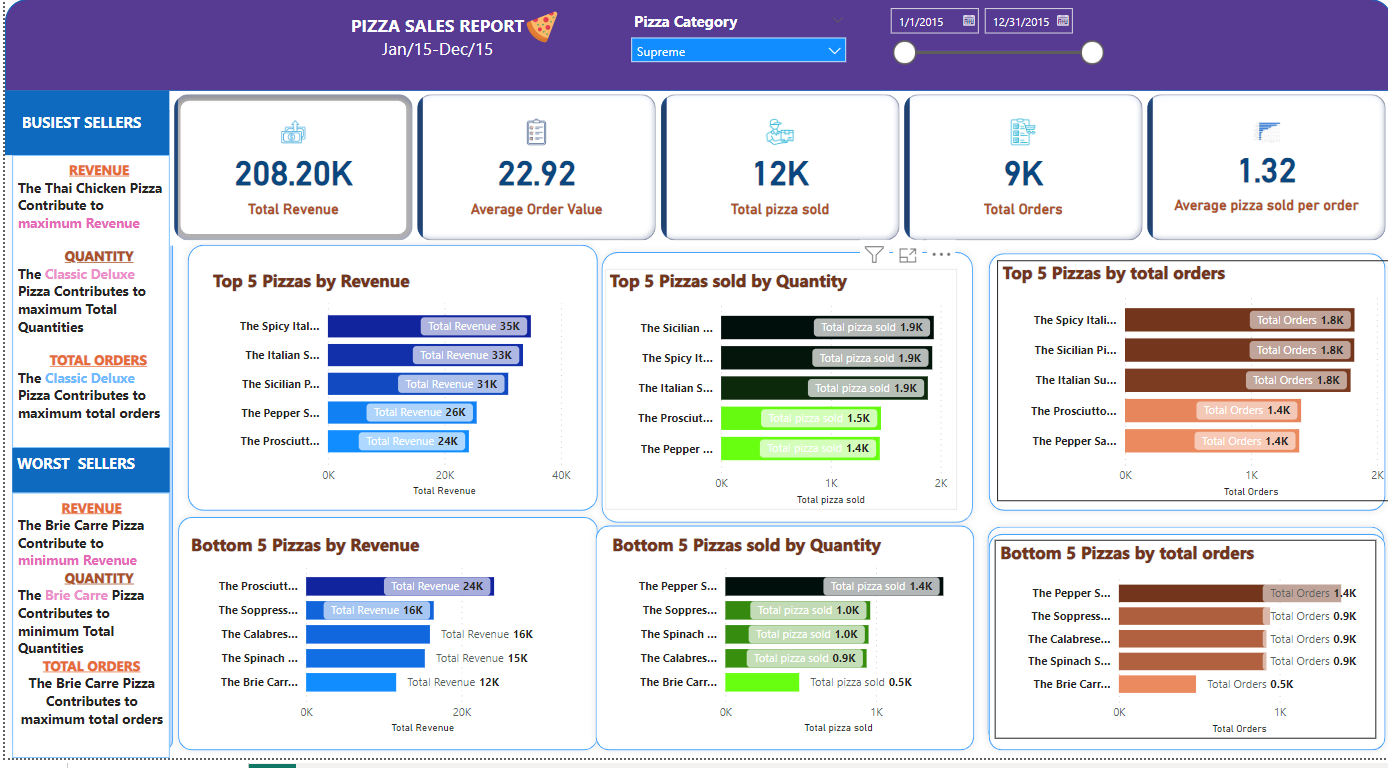 PIZZA SALES REPORT
Jan/15-Dec/15
Pizza Category
Supreme
1/1/2015
12/31/2015
BUSIEST SELLERS
REVENUE
The Thai Chicken Pizza
Contribute to
maximum Revenue
QUANTITY
The Classic Deluxe
Pizza Contributes to
maximum Total
Quantities
TOTAL ORDERS
The Classic Deluxe
Pizza Contributes to
maximum total orders
WORST SELLERS
REVENUE
The Brie Carre Pizza
Contribute to
minimum Revenue
QUANTITY
The Brie Carre Pizza
Contributes to
minimum Total
Quantities
TOTAL ORDERS
The Brie Carre Pizza
Contributes to
maximum total orders
208.20K
Total Revenue
22.92
Average Order Value
12K
Total pizza sold
9K
Total Orders
1.32
Average pizza sold per order
Top 5 Pizzas by Revenue
The Spicy Ital... Total Revenue 35K
The Italian S... Total Revenue 33K
The Sicilian P... Total Revenue 31K
The Pepper S... Total Revenue 26K
The Prosciutt... Total Revenue 24K
0K 20K 40K
Total Revenue
Top 5 Pizzas sold by Quantity
The Sicilian ... Total pizza sold 1.9K
The Spicy It... Total pizza sold 1.9K
The Italian S... Total pizza sold 1.9K
The Prosciut... Total pizza sold 1.5K
The Pepper ... Total pizza sold 1.4K
0K 1K 2K
Total pizza sold
Top 5 Pizzas by total orders
The Spicy Itali... Total Orders 1.8K
The Sicilian Pi... Total Orders 1.8K
The Italian Su... Total Orders 1.8K
The Prosciutto... Total Orders 1.4K
The Pepper Sa... Total Orders 1.4K
0K 1K 2K
Total Orders
Bottom 5 Pizzas by Revenue
The Prosciutt... Total Revenue 24K
The Soppress... Total Revenue 16K
The Calabres... Total Revenue 16K
The Spinach ... Total Revenue 15K
The Brie Carr... Total Revenue 12K
0K 20K
Total Revenue
Bottom 5 Pizzas sold by Quantity
The Pepper S... Total pizza sold 1.4K
The Soppres... Total pizza sold 1.0K
The Spinach ... Total pizza sold 1.0K
The Calabres... Total pizza sold 0.9K
The Brie Carr... Total pizza sold 0.5K
0K 1K
Total pizza sold
Bottom 5 Pizzas by total orders
The Pepper S... Total Orders 1.4K
The Soppress... Total Orders 0.9K
The Calabrese... Total Orders 0.9K
The Spinach S... Total Orders 0.9K
The Brie Carr... Total Orders 0.5K
0K 1K
Total Orders